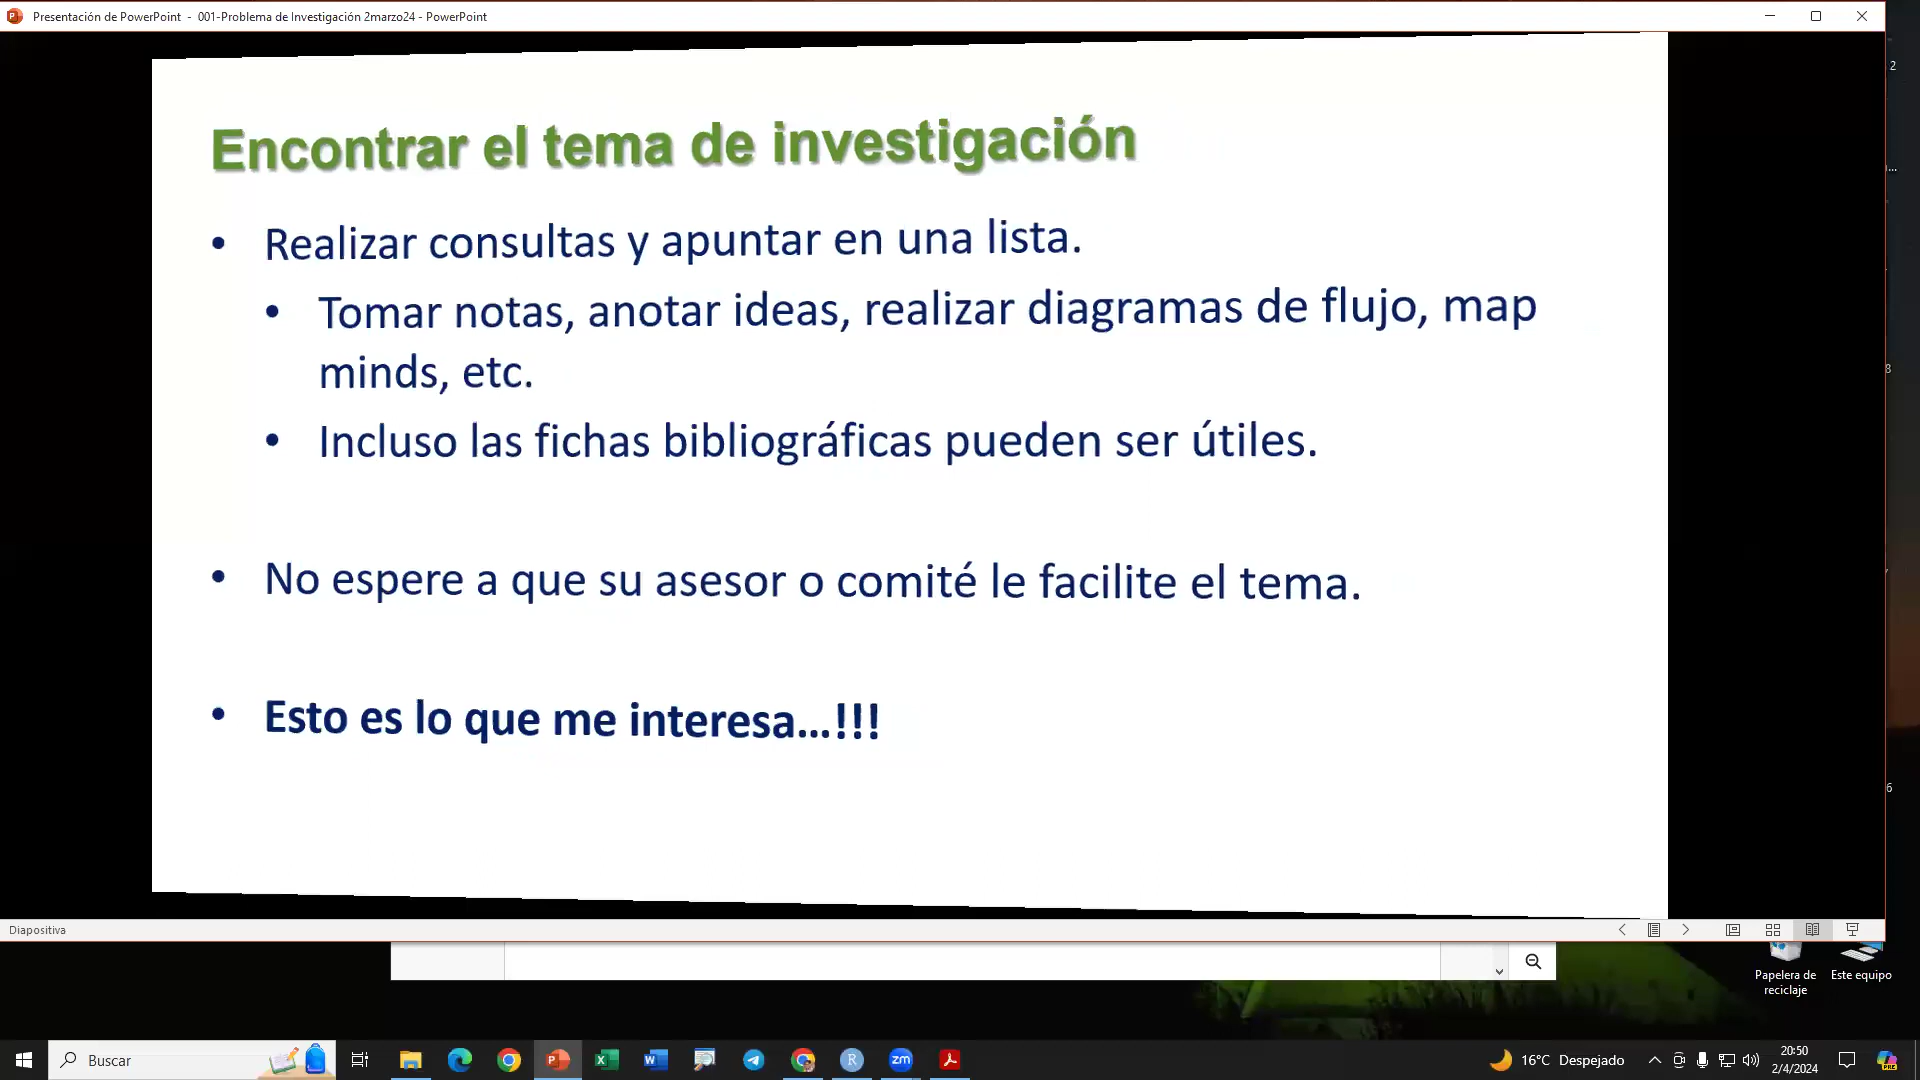 Presentación de PowerPoint - 001-Problema de Investigación 2marzo24 - PowerPoint
2
Encontrar el tema de investigación
• Realizar consultas y apuntar en una lista.
• Tomar notas, anotar ideas, realizar diagramas de flujo, map
minds, etc.
• Incluso las fichas bibliográficas pueden ser útiles.
• No espere a que su asesor o comité le facilite el tema.
• Esto es lo que me interesa...!!!
Diapositiva
Papelera de
reciclaje
Este equipo
Buscar
zm
16°C Despejado
20:50
2/4/2024